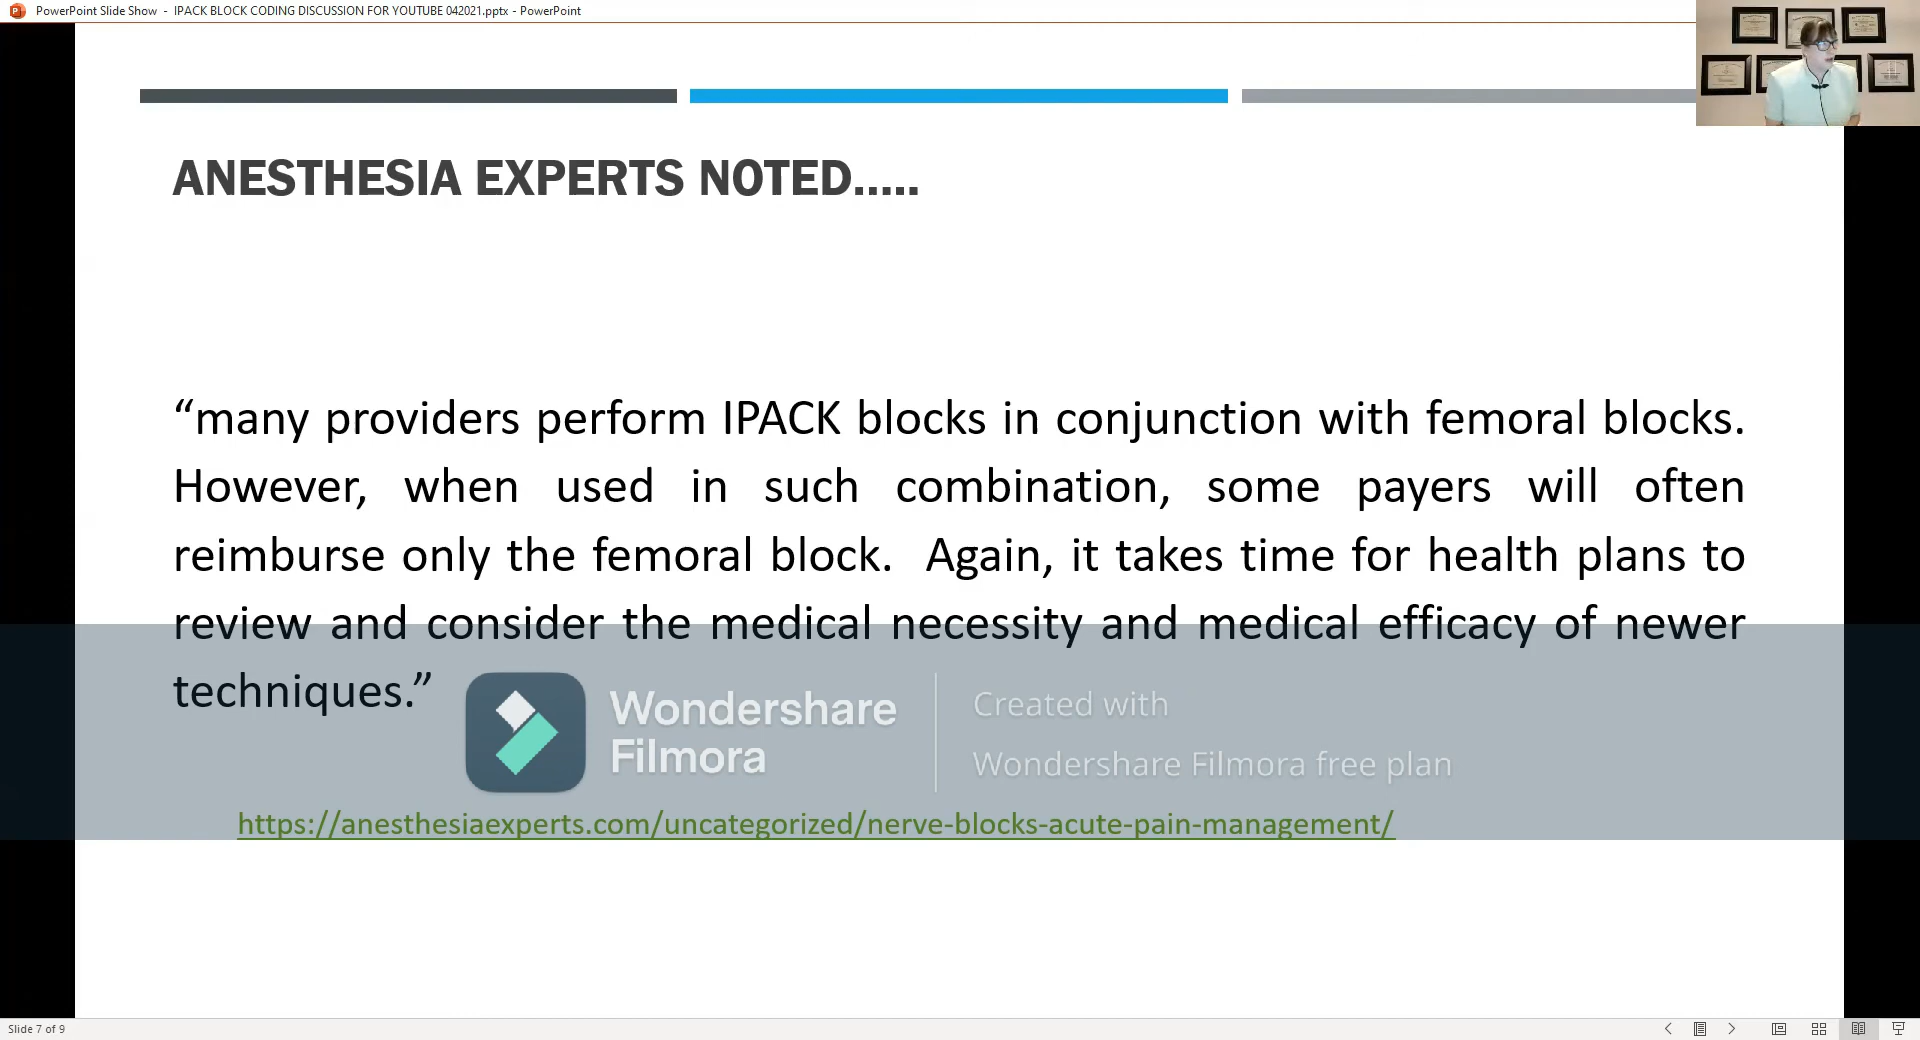 PowerPoint Slide Show - IPACK BLOCK CODING DISCUSSION FOR YOUTUBE 042021.pptx - PowerPoint
ANESTHESIA EXPERTS NOTED.....
“many providers perform IPACK blocks in conjunction with femoral blocks.
However, when used in such combination, some payers will often
reimburse only the femoral block. Again, it takes time for health plans to
review and consider the medical necessity and medical efficacy of newer
techniques.”
Wondershare
Filmora
Created with
Wondershare Filmora free plan
https://anesthesiaexperts.com/uncategorized/nerve-blocks-acute-pain-management/
Slide 7 of 9